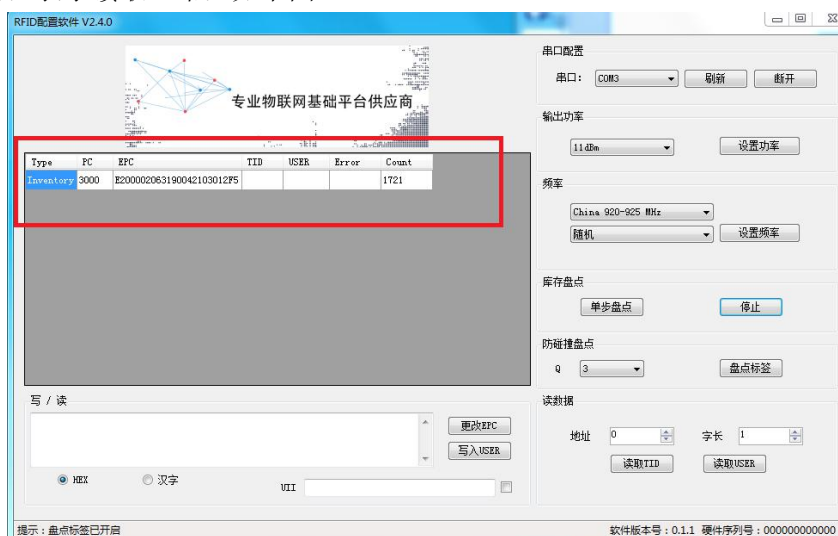 RFID配置软件 V2.4.0
专业物联网基础平台供应商
Type PC EPC TID USER Error Count
Inventory 3000 E2000020631900421030​12F5 1721
串口配置
串口: COM3 刷新 断开
输出功率
11dBm 设置功率
频率
China 920-925 MHz
随机 设置频率
库存盘点
单步盘点 停止
防碰撞盘点
Q 3 盘点标签
写 / 读
更改EPC
写入USER
HEX 汉字
UII
读数据
地址 0 字长 1
读取TID 读取USER
提示：盘点标签已开启
软件版本号：0.1.1 硬件序列号：000000000000